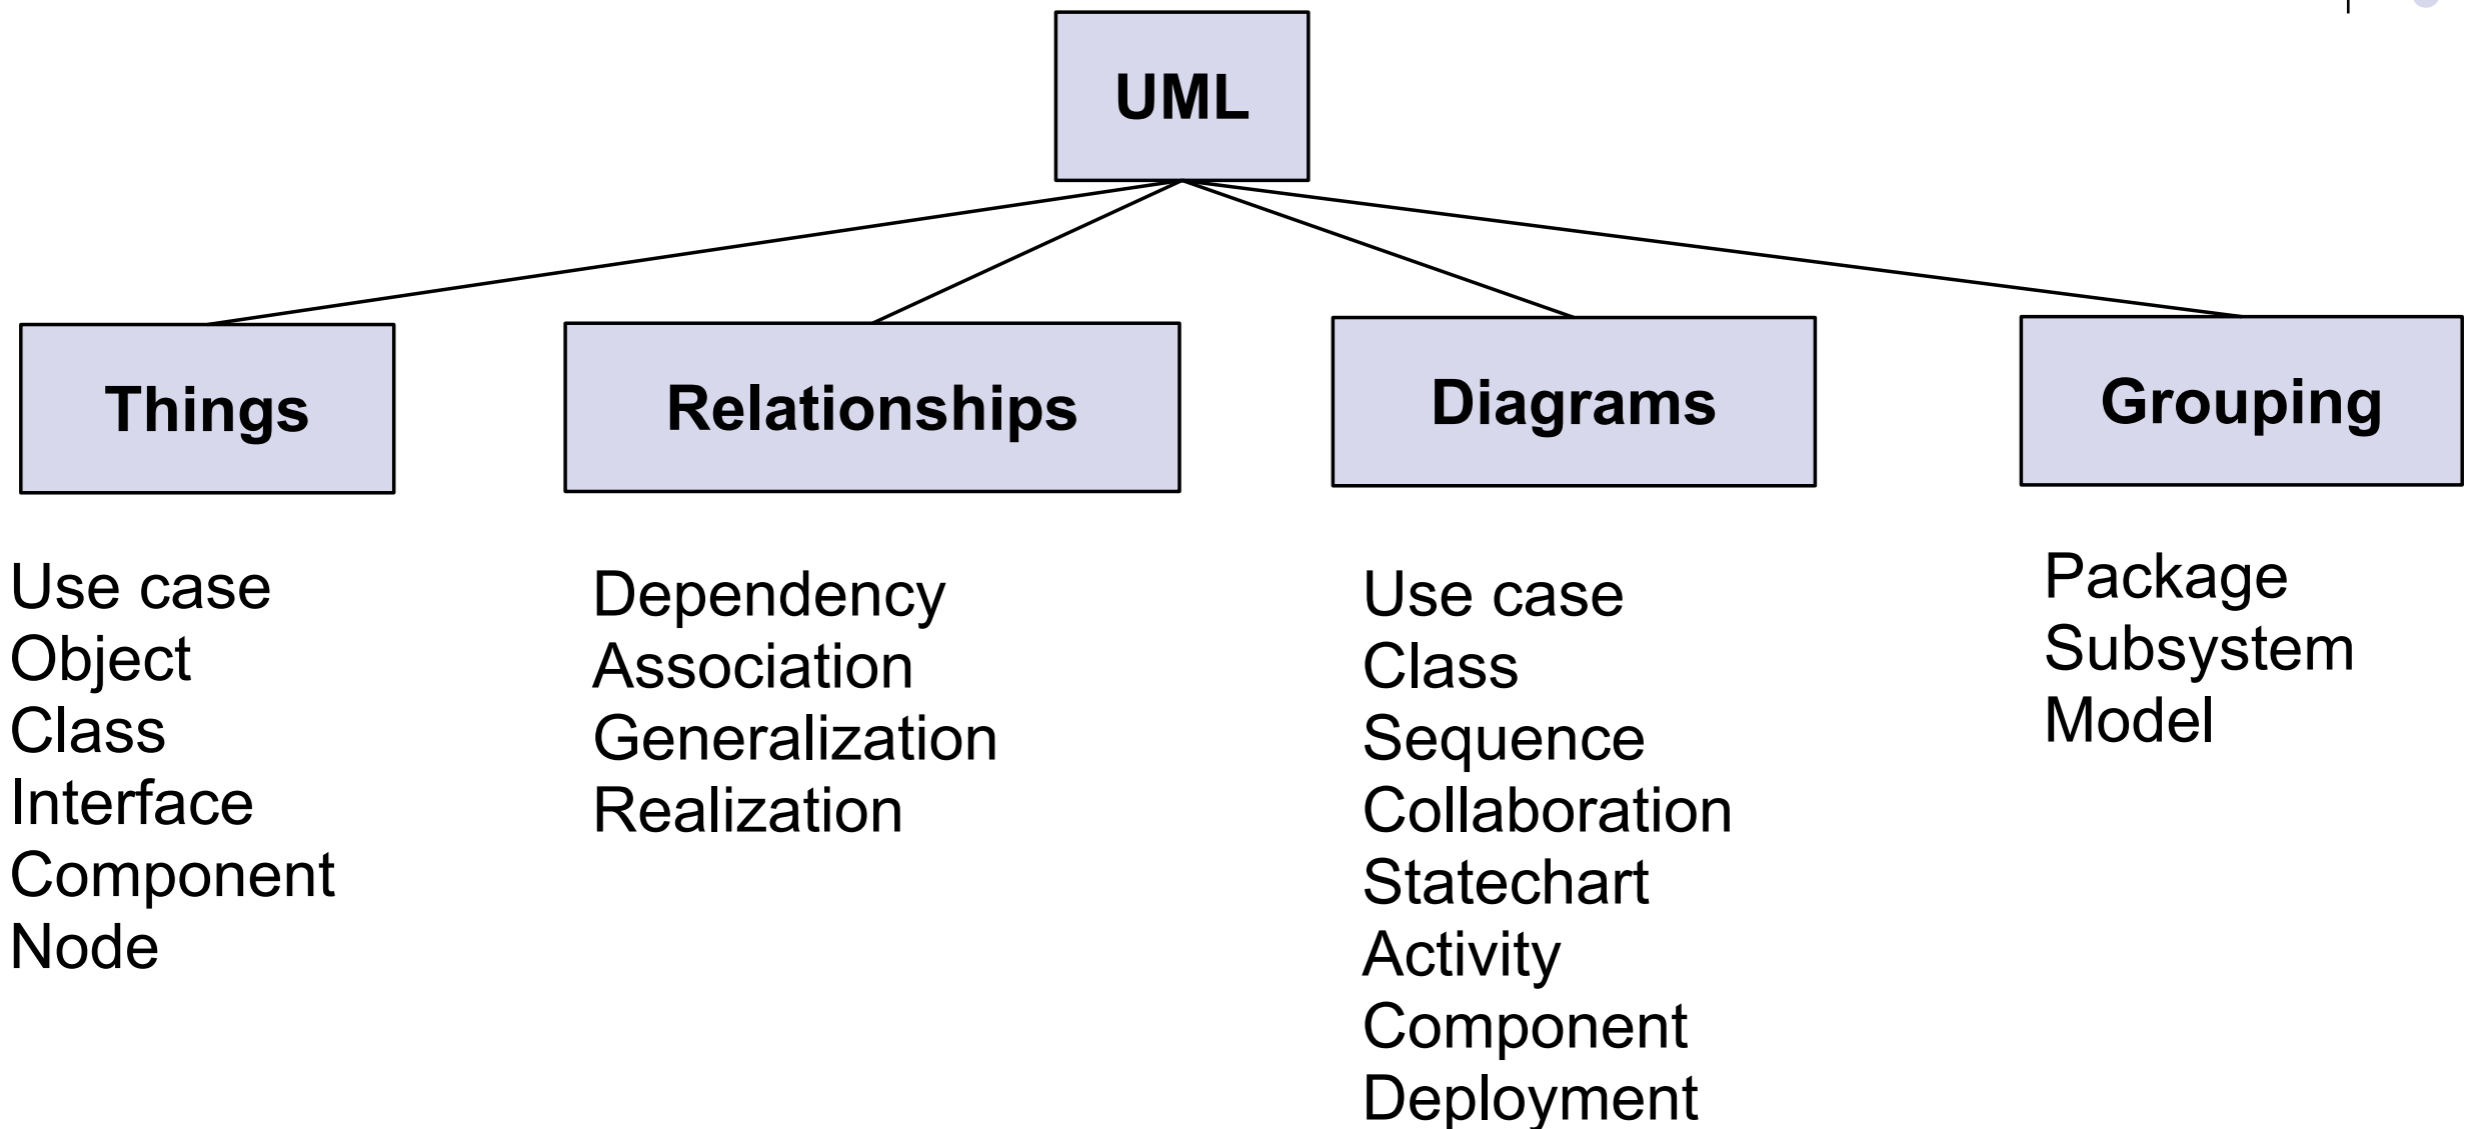 UML
Things
Relationships
Diagrams
Grouping
Use case
Object
Class
Interface
Component
Node
Dependency
Association
Generalization
Realization
Use case
Class
Sequence
Collaboration
Statechart
Activity
Component
Deployment
Package
Subsystem
Model